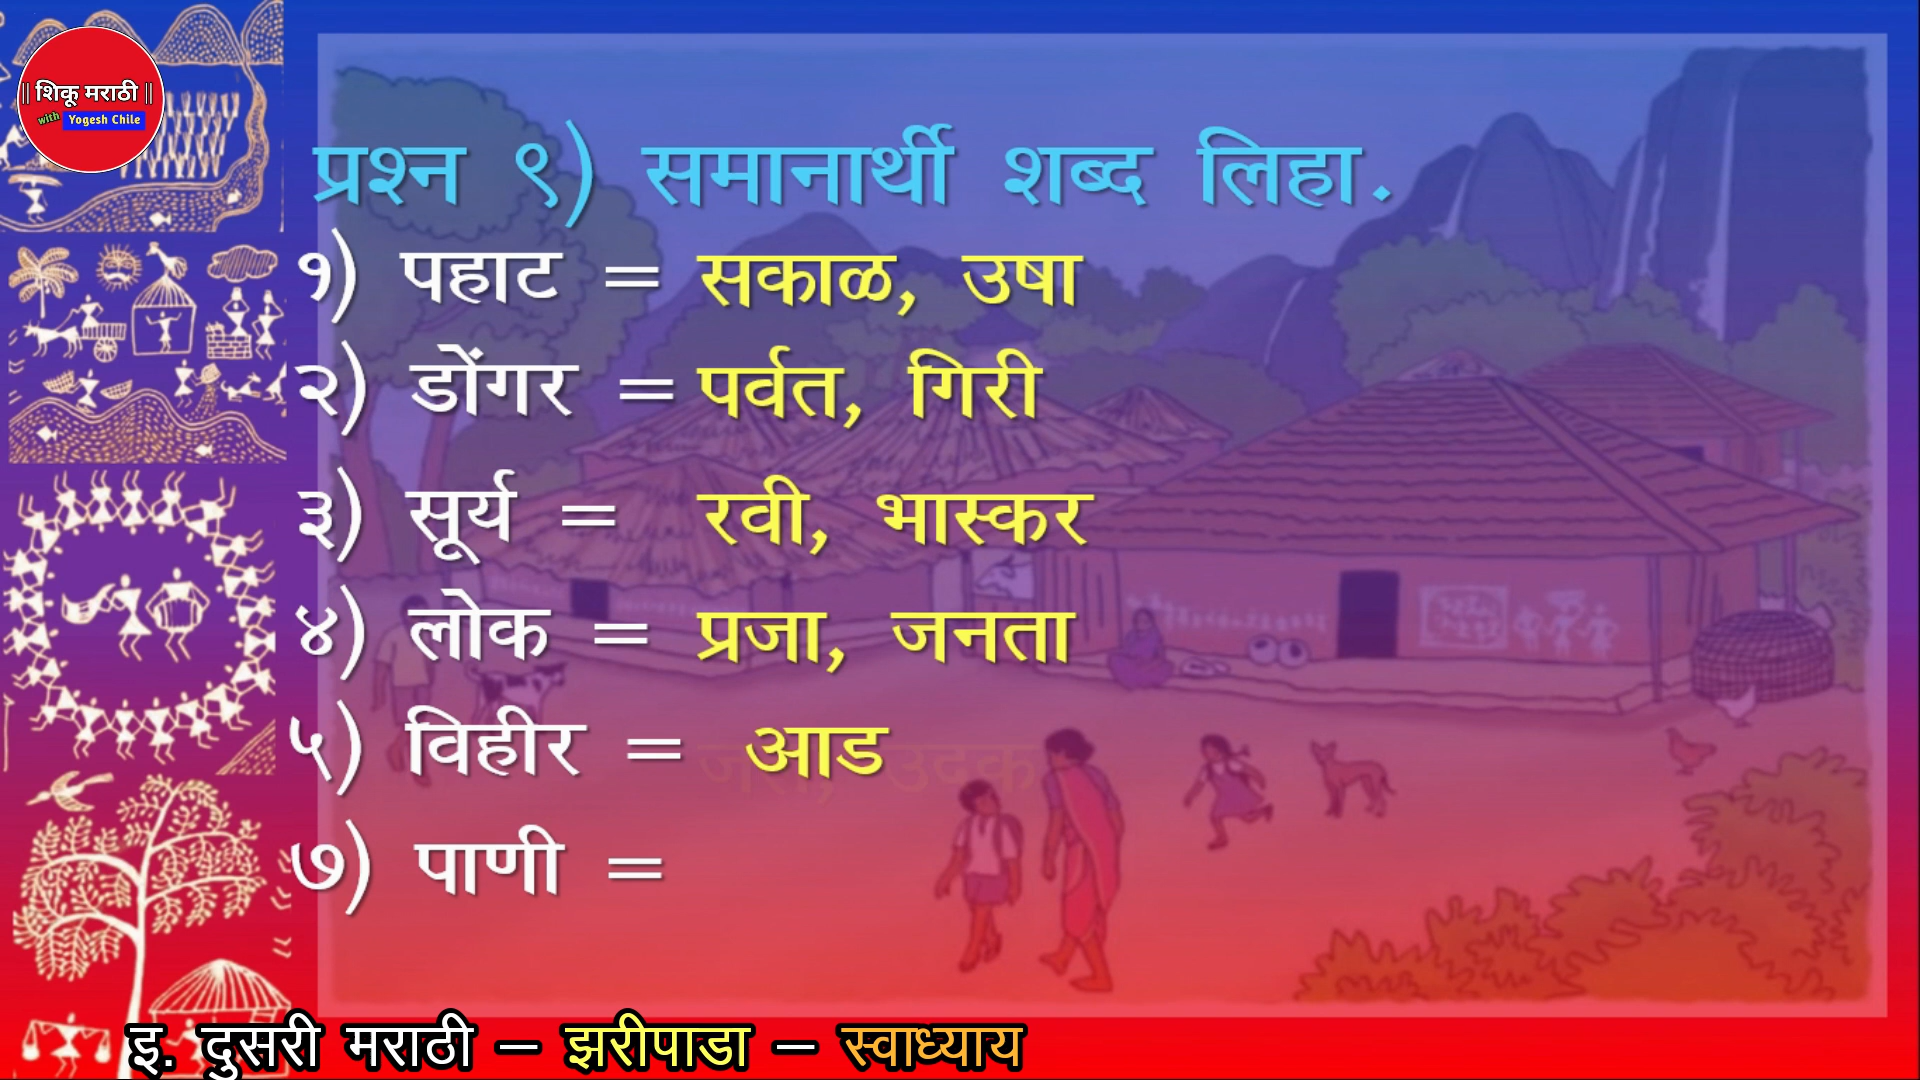 || शिकू मराठी ||
with Yogesh Chile
प्रश्न ९) समानार्थी शब्द लिहा.
१) पहाट = सकाळ, उषा
२) डोंगर = पर्वत, गिरी
३) सूर्य = रवी, भास्कर
४) लोक = प्रजा, जनता
५) विहीर = आड
७) पाणी =
इ. दुसरी मराठी – झरीपाडा – स्वाध्याय